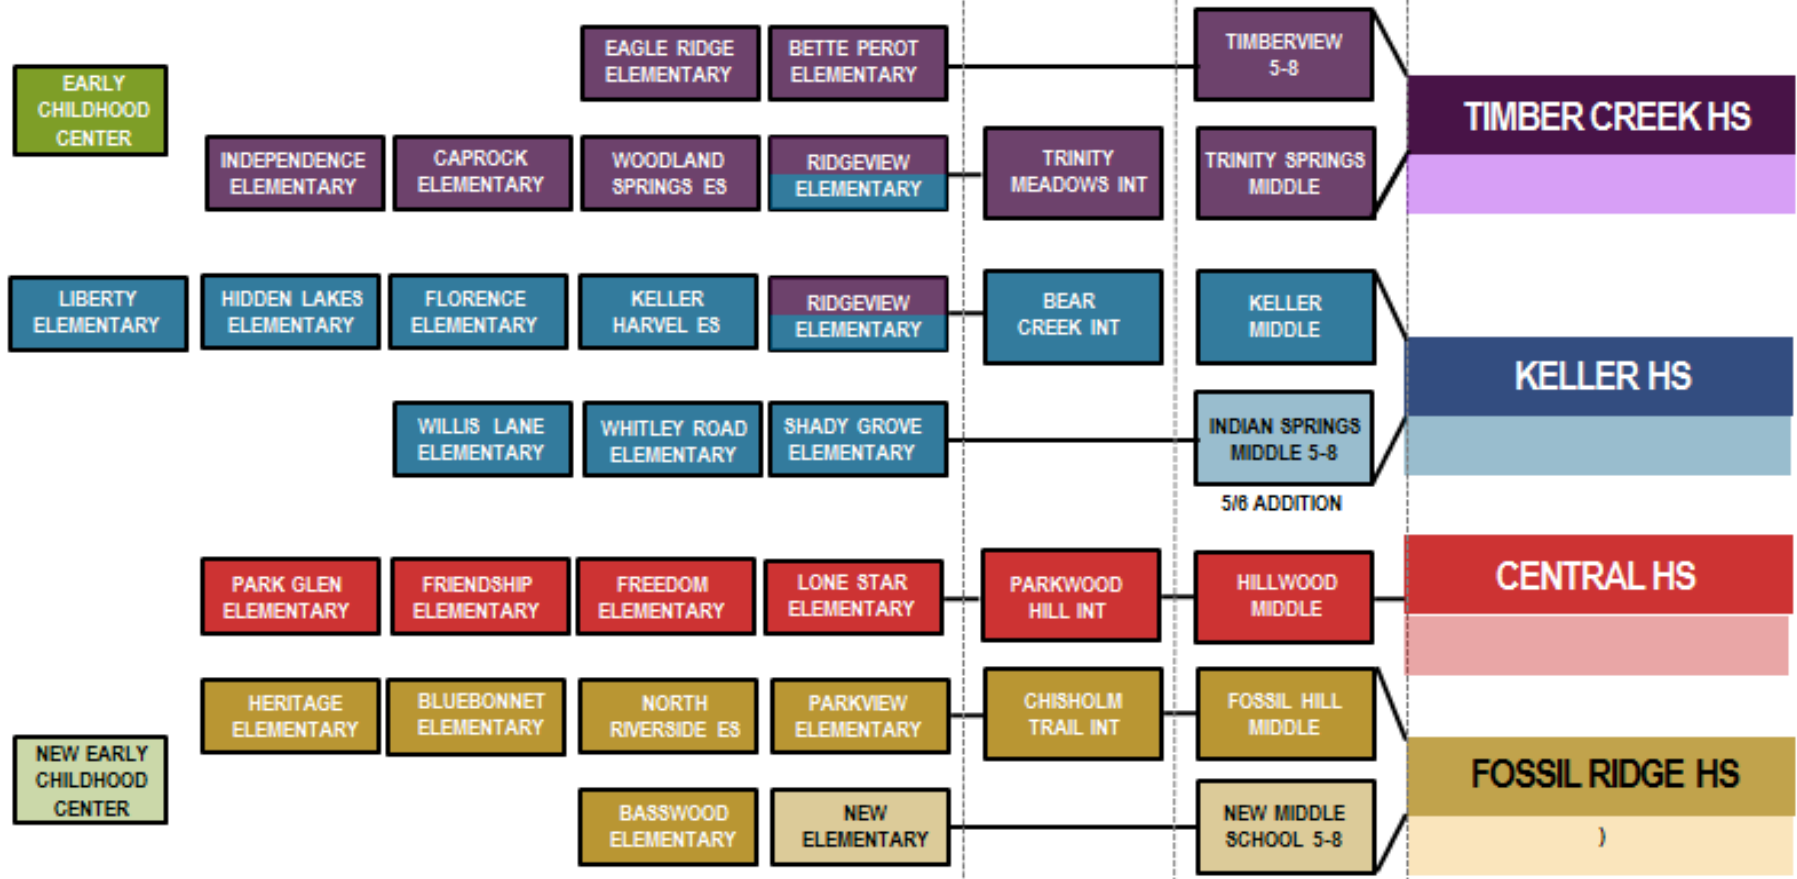 EARLY
CHILDHOOD
CENTER
EAGLE RIDGE
ELEMENTARY
BETTE PEROT
ELEMENTARY
TIMBERVIEW
5-8
TIMBER CREEK HS
INDEPENDENCE
ELEMENTARY
CAPROCK
ELEMENTARY
WOODLAND
SPRINGS ES
RIDGEVIEW
ELEMENTARY
TRINITY
MEADOWS INT
TRINITY SPRINGS
MIDDLE
LIBERTY
ELEMENTARY
HIDDEN LAKES
ELEMENTARY
FLORENCE
ELEMENTARY
KELLER
HARVEL ES
RIDGEVIEW
ELEMENTARY
BEAR
CREEK INT
KELLER
MIDDLE
KELLER HS
WILLIS LANE
ELEMENTARY
WHITLEY ROAD
ELEMENTARY
SHADY GROVE
ELEMENTARY
INDIAN SPRINGS
MIDDLE 5-8
5/6 ADDITION
PARK GLEN
ELEMENTARY
FRIENDSHIP
ELEMENTARY
FREEDOM
ELEMENTARY
LONE STAR
ELEMENTARY
PARKWOOD
HILL INT
HILLWOOD
MIDDLE
CENTRAL HS
HERITAGE
ELEMENTARY
BLUEBONNET
ELEMENTARY
NORTH
RIVERSIDE ES
PARKVIEW
ELEMENTARY
CHISHOLM
TRAIL INT
FOSSIL HILL
MIDDLE
FOSSIL RIDGE HS
)
NEW EARLY
CHILDHOOD
CENTER
BASSWOOD
ELEMENTARY
NEW
ELEMENTARY
NEW MIDDLE
SCHOOL 5-8